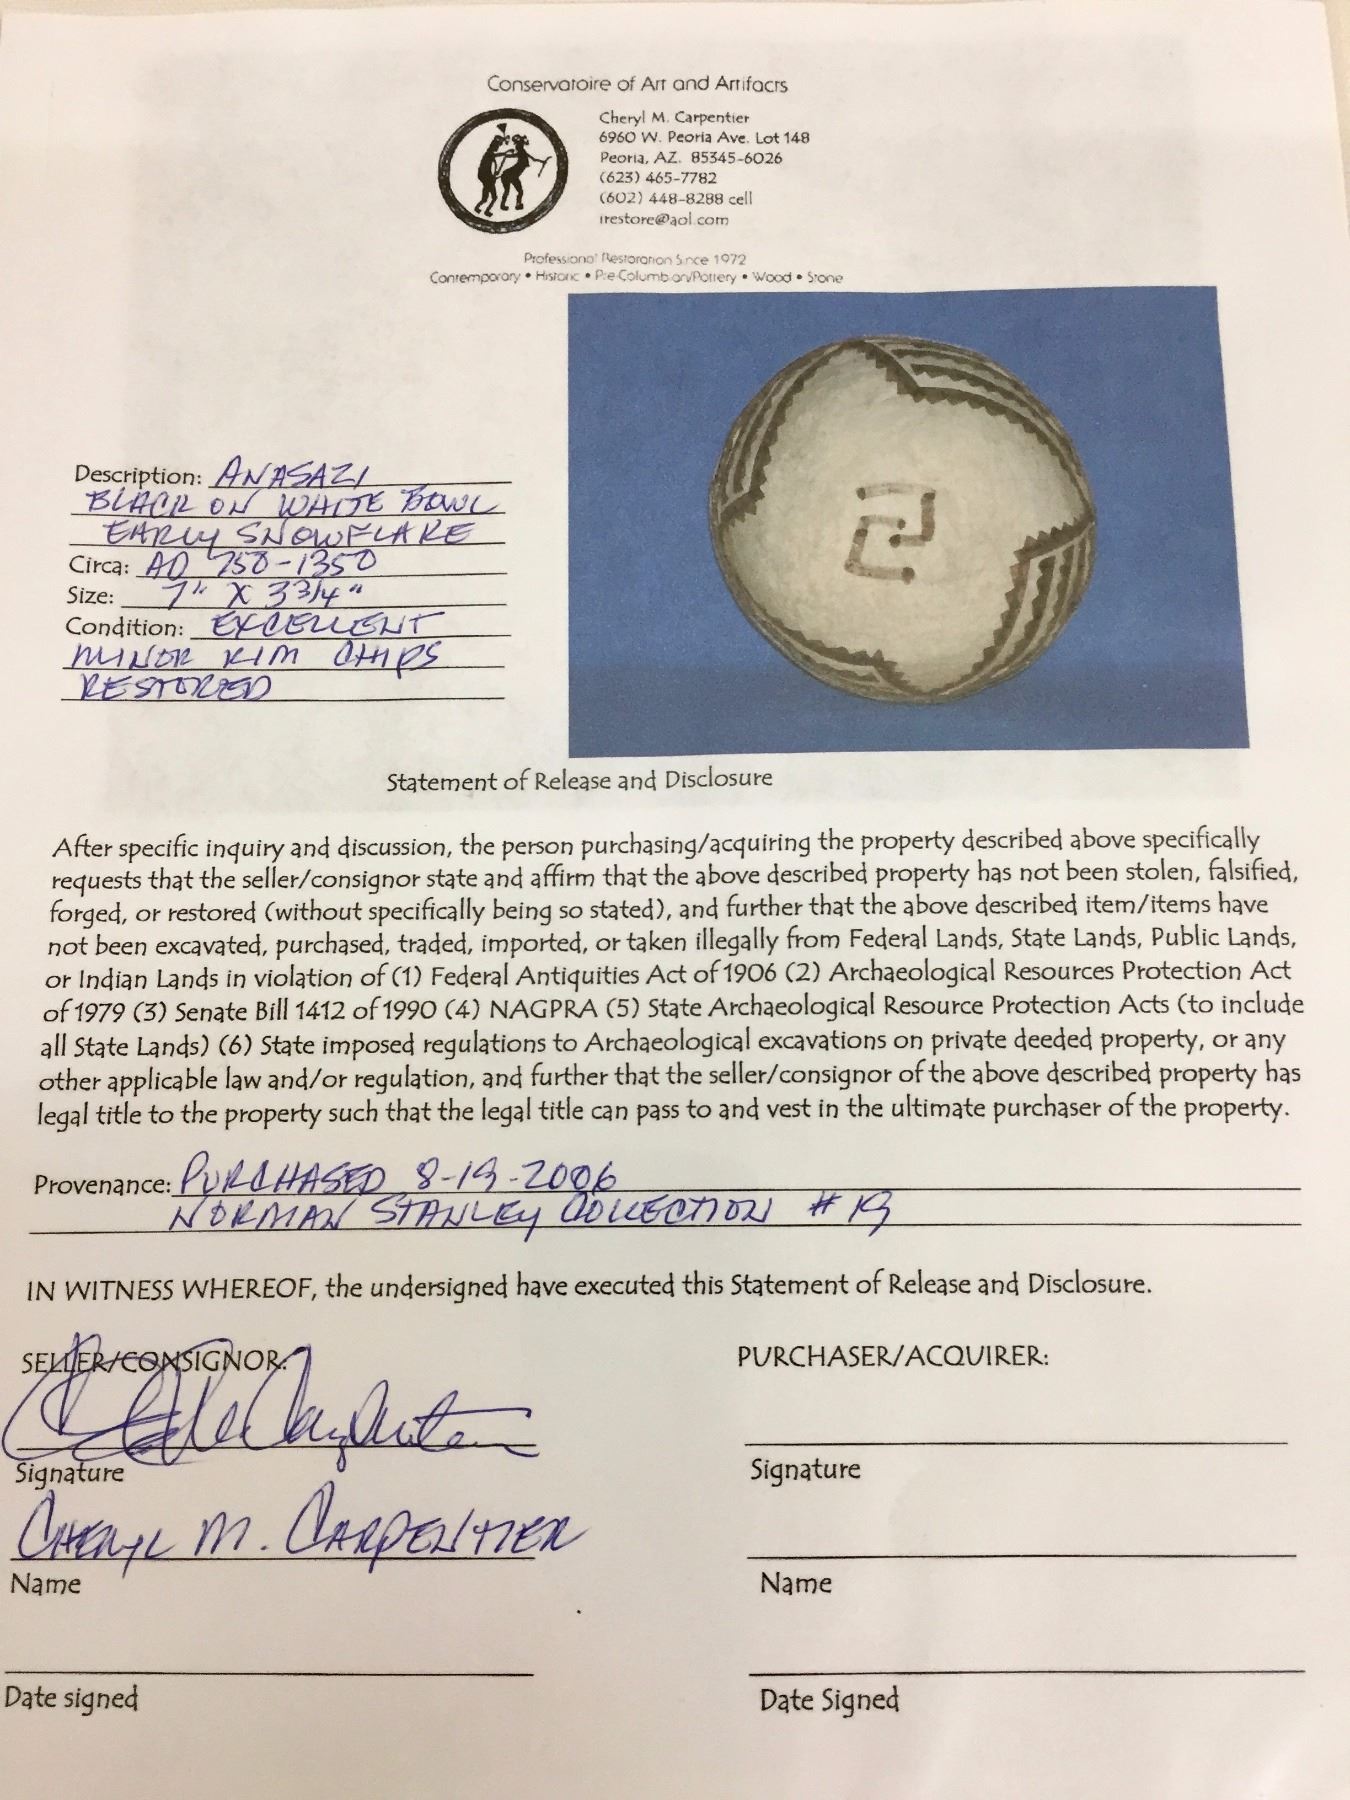 Conservatoire of Art and Artifacts
Cheryl M. Carpentier
6960 W. Peoria Ave. Lot 148
Peoria, AZ. 85345-6026
(623) 465-7782
(602) 448-8288 cell
irestore@aol.com
Professional Restoration Since 1972
Contemporary • Historic • Pre-Columbian/Pottery • Wood • Stone
Description: ANASAZI
BLACK ON WHITE BOWL
EARLY SNOWFLAKE
Circa: AD 750-1350
Size: 7" X 3 3/4"
Condition: EXCELLENT
MINOR RIM CHIPS
RESTORED
Statement of Release and Disclosure
After specific inquiry and discussion, the person purchasing/acquiring the property described above specifically
requests that the seller/consignor state and affirm that the above described property has not been stolen, falsified,
forged, or restored (without specifically being so stated), and further that the above described item/items have
not been excavated, purchased, traded, imported, or taken illegally from Federal Lands, State Lands, Public Lands,
or Indian Lands in violation of (1) Federal Antiquities Act of 1906 (2) Archaeological Resources Protection Act
of 1979 (3) Senate Bill 1412 of 1990 (4) NAGPRA (5) State Archaeological Resource Protection Acts (to include
all State Lands) (6) State imposed regulations to Archaeological excavations on private deeded property, or any
other applicable law and/or regulation, and further that the seller/consignor of the above described property has
legal title to the property such that the legal title can pass to and vest in the ultimate purchaser of the property.
Provenance: PURCHASED 8-19-2006
NORMAN STANLEY COLLECTION #19
IN WITNESS WHEREOF, the undersigned have executed this Statement of Release and Disclosure.
SELLER/CONSIGNOR:
PURCHASER/ACQUIRER:
Signature
Signature
CHERYL M. CARPENTIER
Name
Name
Date signed
Date Signed